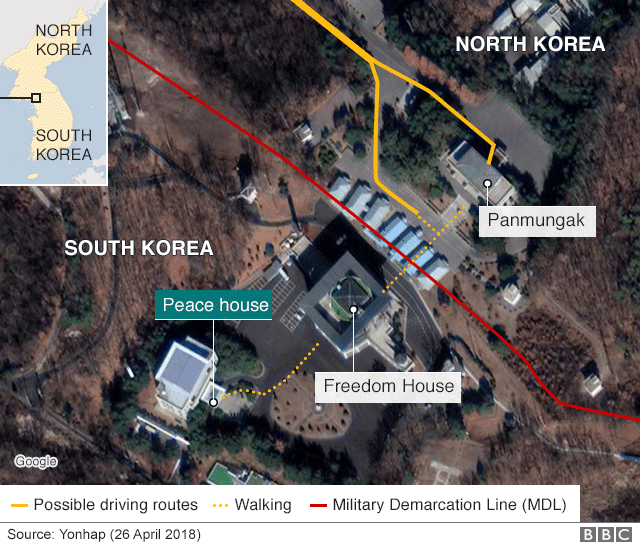 NORTH
KOREA
SOUTH
KOREA
NORTH KOREA
Panmungak
SOUTH KOREA
Peace house
Freedom House
Google
Possible driving routes
Walking
Military Demarcation Line (MDL)
Source: Yonhap (26 April 2018)
BBC